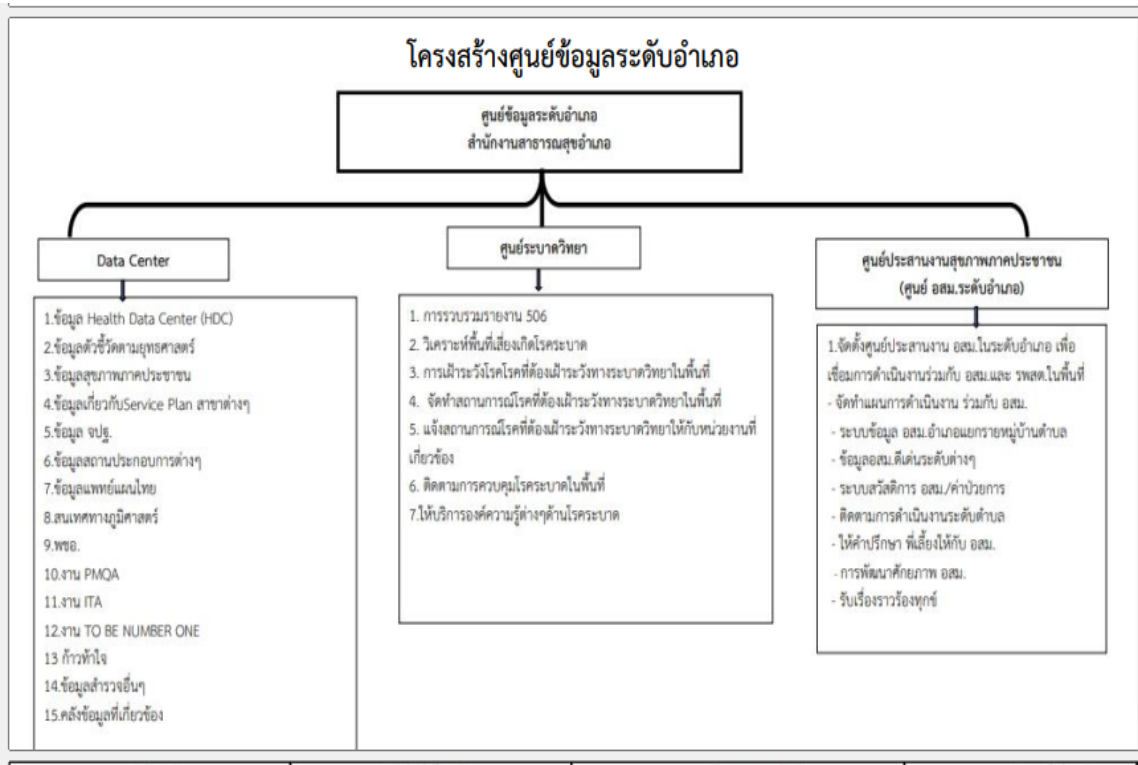 โครงสร้างศูนย์ข้อมูลระดับอำเภอ
ศูนย์ข้อมูลระดับอำเภอ
สำนักงานสาธารณสุขอำเภอ
Data Center
1.ข้อมูล Health Data Center (HDC)
2.ข้อมูลตัวชี้วัดตามยุทธศาสตร์
3.ข้อมูลสุขภาพภาคประชาชน
4.ข้อมูลเกี่ยวกับService Plan สาขาต่างๆ
5.ข้อมูล จปฐ.
6.ข้อมูลสถานประกอบการต่างๆ
7.ข้อมูลแพทย์แผนไทย
8.สนเทศทางภูมิศาสตร์
9.พชอ.
10.งาน PMQA
11.งาน ITA
12.งาน TO BE NUMBER ONE
13 ก้าวท้าใจ
14.ข้อมูลสำรวจอื่นๆ
15.คลังข้อมูลที่เกี่ยวข้อง
ศูนย์ระบาดวิทยา
1. การรวบรวมรายงาน 506
2. วิเคราะห์พื้นที่เสี่ยงเกิดโรคระบาด
3. การเฝ้าระวังโรคโรคที่ต้องเฝ้าระวังทางระบาดวิทยาในพื้นที่
4. จัดทำสถานการณ์โรคที่ต้องเฝ้าระวังทางระบาดวิทยาในพื้นที่
5. แจ้งสถานการณ์โรคที่ต้องเฝ้าระวังทางระบาดวิทยาให้กับหน่วยงานที่
เกี่ยวข้อง
6. ติดตามการควบคุมโรคระบาดในพื้นที่
7.ให้บริการองค์ความรู้ต่างๆด้านโรคระบาด
ศูนย์ประสานงานสุขภาพภาคประชาชน
(ศูนย์ อสม.ระดับอำเภอ)
1.จัดตั้งศูนย์ประสานงาน อสม.ในระดับอำเภอ เพื่อ
เชื่อมการดำเนินงานร่วมกับ อสม.และ รพสต.ในพื้นที่
- จัดทำแผนการดำเนินงาน ร่วมกับ อสม.
- ระบบข้อมูล อสม.อำเภอแยกรายหมู่บ้านตำบล
- ข้อมูลอสม.ดีเด่นระดับต่างๆ
- ระบบสวัสดิการ อสม./ค่าป่วยการ
- ติดตามการดำเนินงานระดับตำบล
- ให้คำปรึกษา พี่เลี้ยงให้กับ อสม.
- การพัฒนาศักยภาพ อสม.
- รับเรื่องราวร้องทุกข์